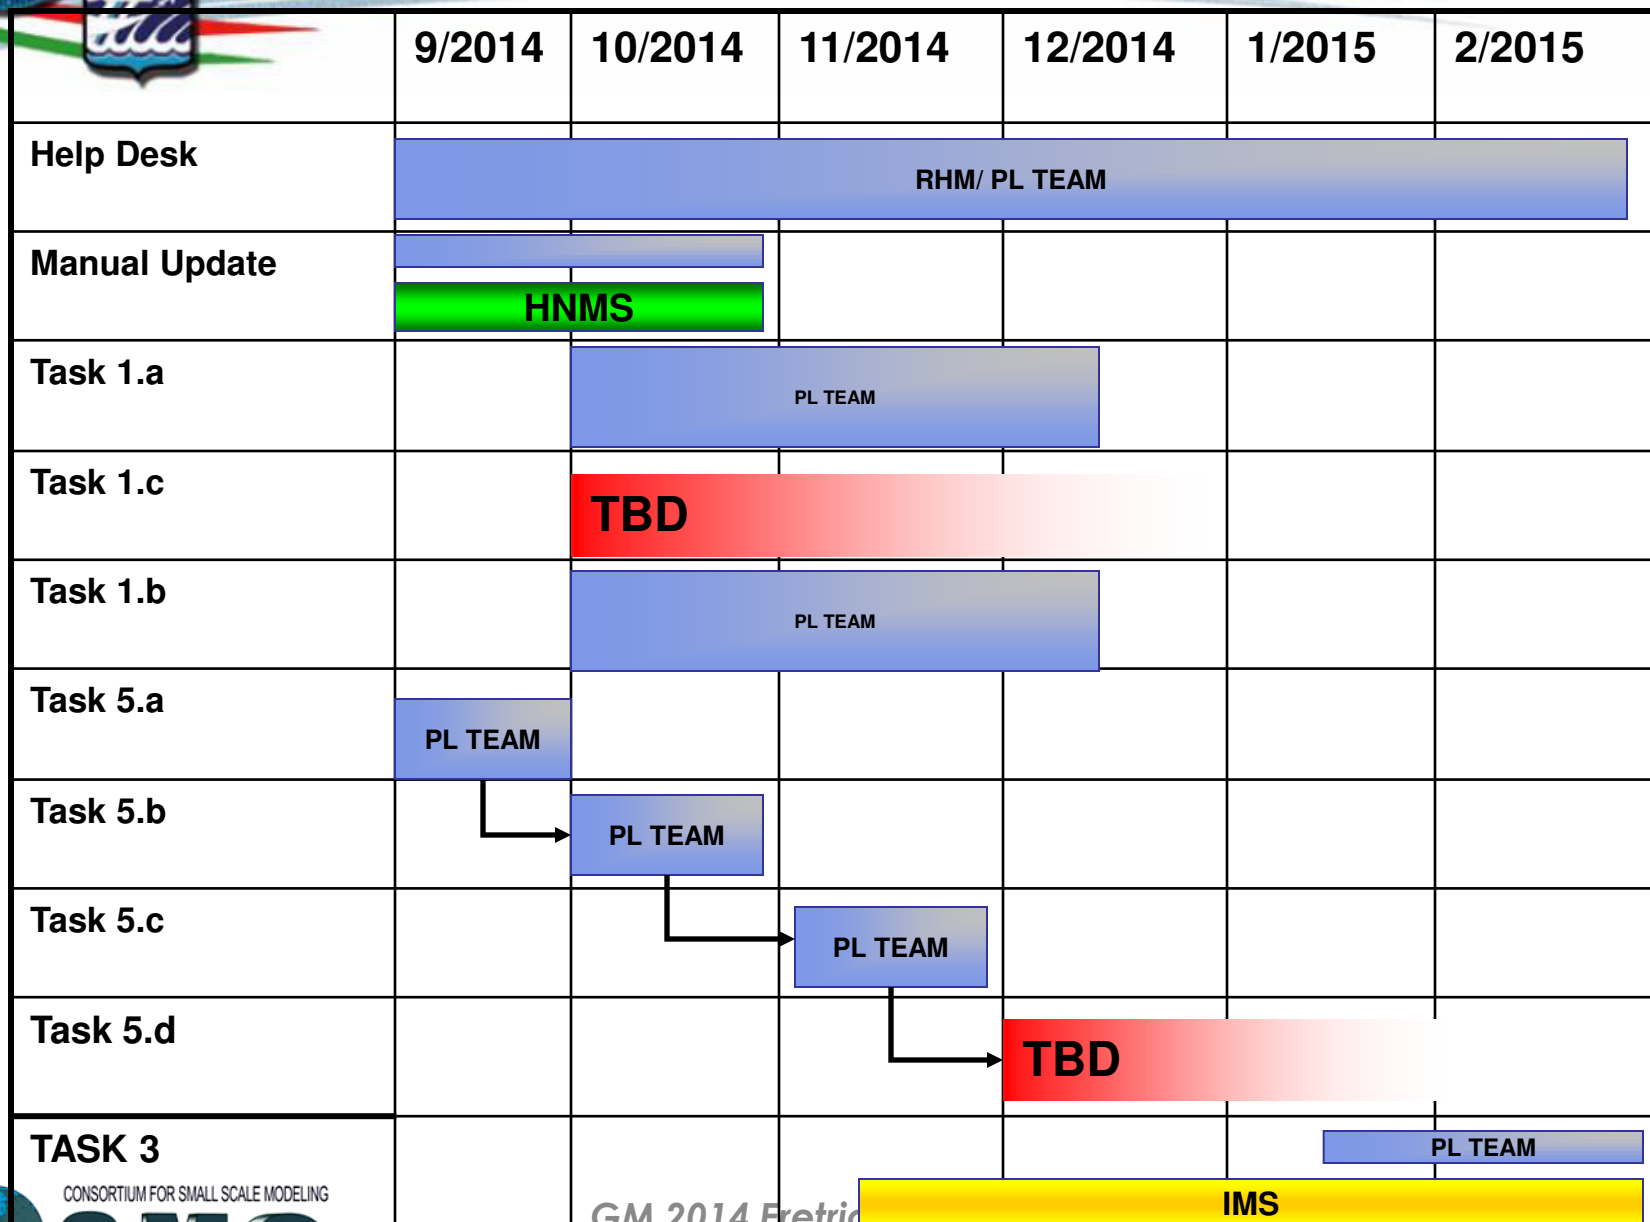 9/2014 10/2014 11/2014 12/2014 1/2015 2/2015
Help Desk
RHM/ PL TEAM
Manual Update
HNMS
Task 1.a
PL TEAM
Task 1.c
TBD
Task 1.b
PL TEAM
Task 5.a
PL TEAM
Task 5.b
PL TEAM
Task 5.c
PL TEAM
Task 5.d
TBD
TASK 3
PL TEAM
CONSORTIUM FOR SMALL SCALE MODELING
IMS
GM 2014